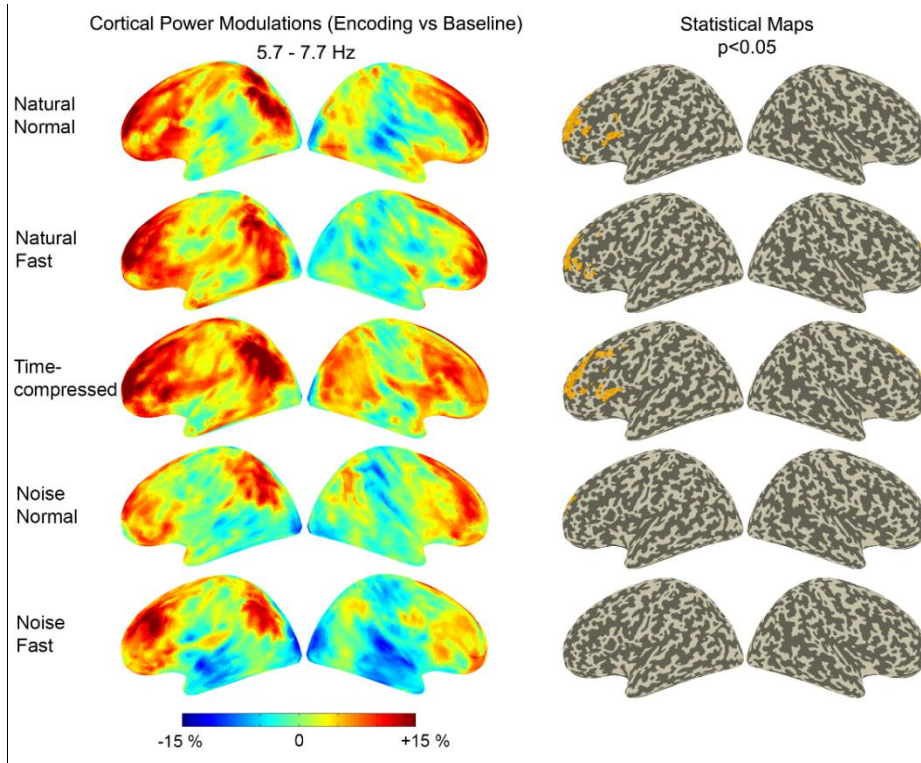 Cortical Power Modulations (Encoding vs Baseline)
5.7 - 7.7 Hz
Statistical Maps
p<0.05
Natural
Normal
Natural
Fast
Time-
compressed
Noise
Normal
Noise
Fast
-15 %
0
+15 %